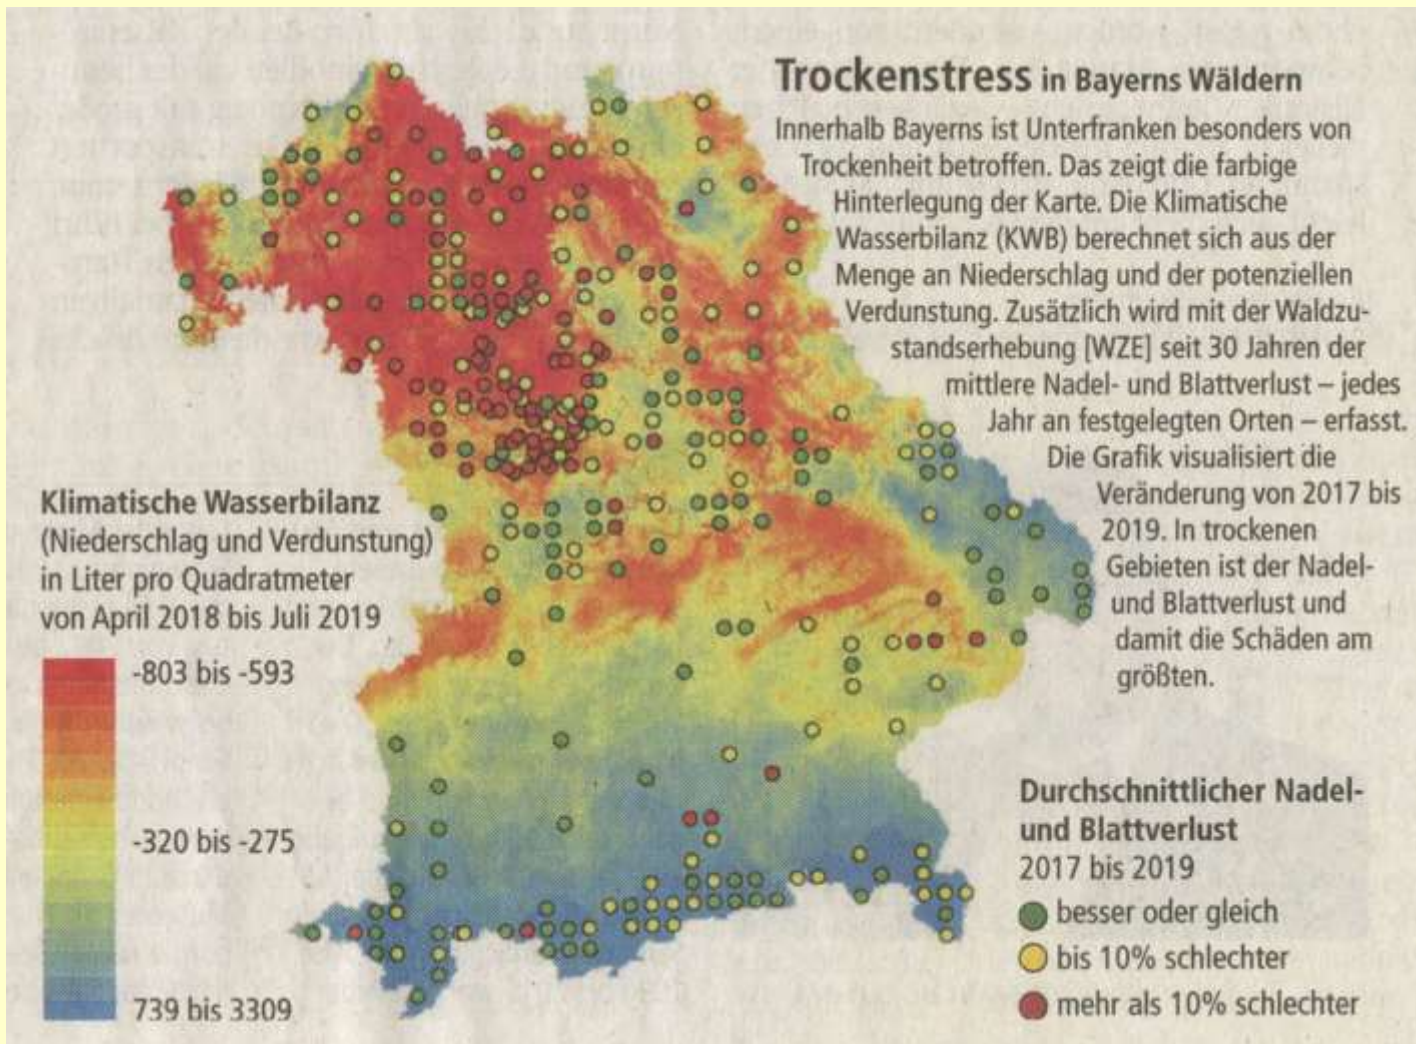 Trockenstress in Bayerns Wäldern
Innerhalb Bayerns ist Unterfranken besonders von
Trockenheit betroffen. Das zeigt die farbige
Hinterlegung der Karte. Die Klimatische
Wasserbilanz (KWB) berechnet sich aus der
Menge an Niederschlag und der potenziellen
Verdunstung. Zusätzlich wird mit der Waldzu-
standserhebung [WZE] seit 30 Jahren der
mittlere Nadel- und Blattverlust – jedes
Jahr an festgelegten Orten – erfasst.
Die Grafik visualisiert die
Veränderung von 2017 bis
2019. In trockenen
Gebieten ist der Nadel-
und Blattverlust und
damit die Schäden am
größten.
Klimatische Wasserbilanz
(Niederschlag und Verdunstung)
in Liter pro Quadratmeter
von April 2018 bis Juli 2019
-803 bis -593
-320 bis -275
739 bis 3309
Durchschnittlicher Nadel-
und Blattverlust
2017 bis 2019
besser oder gleich
bis 10% schlechter
mehr als 10% schlechter